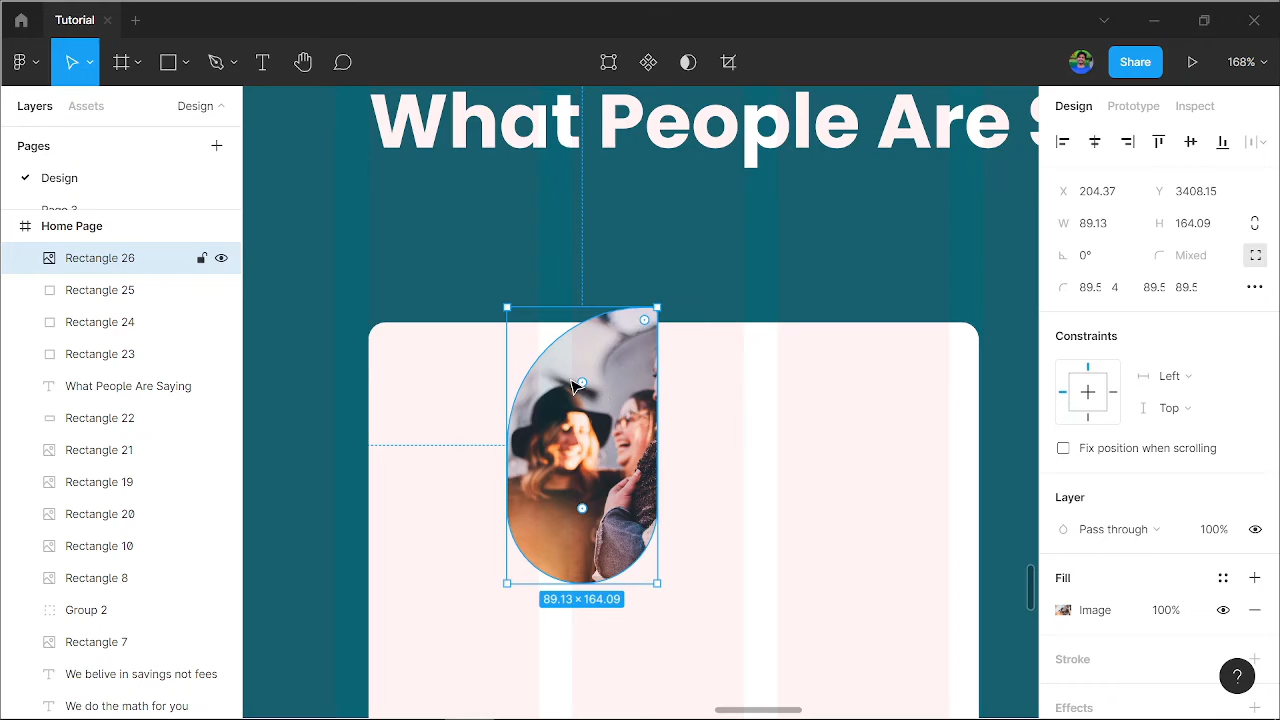 Tutorial
Share
168%
Layers
Assets
Design
Design
Prototype
Inspect
Pages
Design
Home Page
Rectangle 26
Rectangle 25
Rectangle 24
Rectangle 23
What People Are Saying
Rectangle 22
Rectangle 21
Rectangle 19
Rectangle 20
Rectangle 10
Rectangle 8
Group 2
Rectangle 7
We belive in savings not fees
We do the math for you
What People Are S
89.13 × 164.09
X 204.37 Y 3408.15
W 89.13 H 164.09
0° Mixed
89.5 4 89.5 89.5
Constraints
Left
Top
Fix position when scrolling
Layer
Pass through 100%
Fill
Image 100%
Stroke
Effects
?